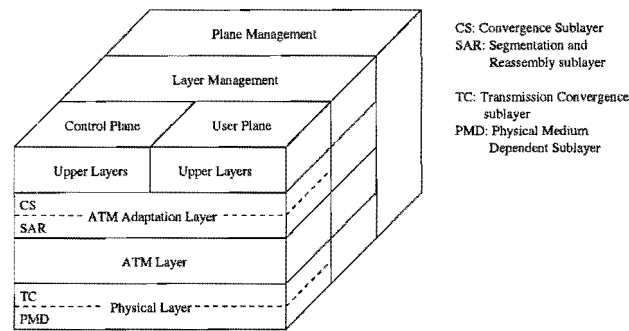 Plane Management
Layer Management
Control Plane
User Plane
Upper Layers
Upper Layers
CS
ATM Adaptation Layer
SAR
ATM Layer
TC
Physical Layer
PMD
CS: Convergence Sublayer
SAR: Segmentation and
Reassembly sublayer
TC: Transmission Convergence
sublayer
PMD: Physical Medium
Dependent Sublayer